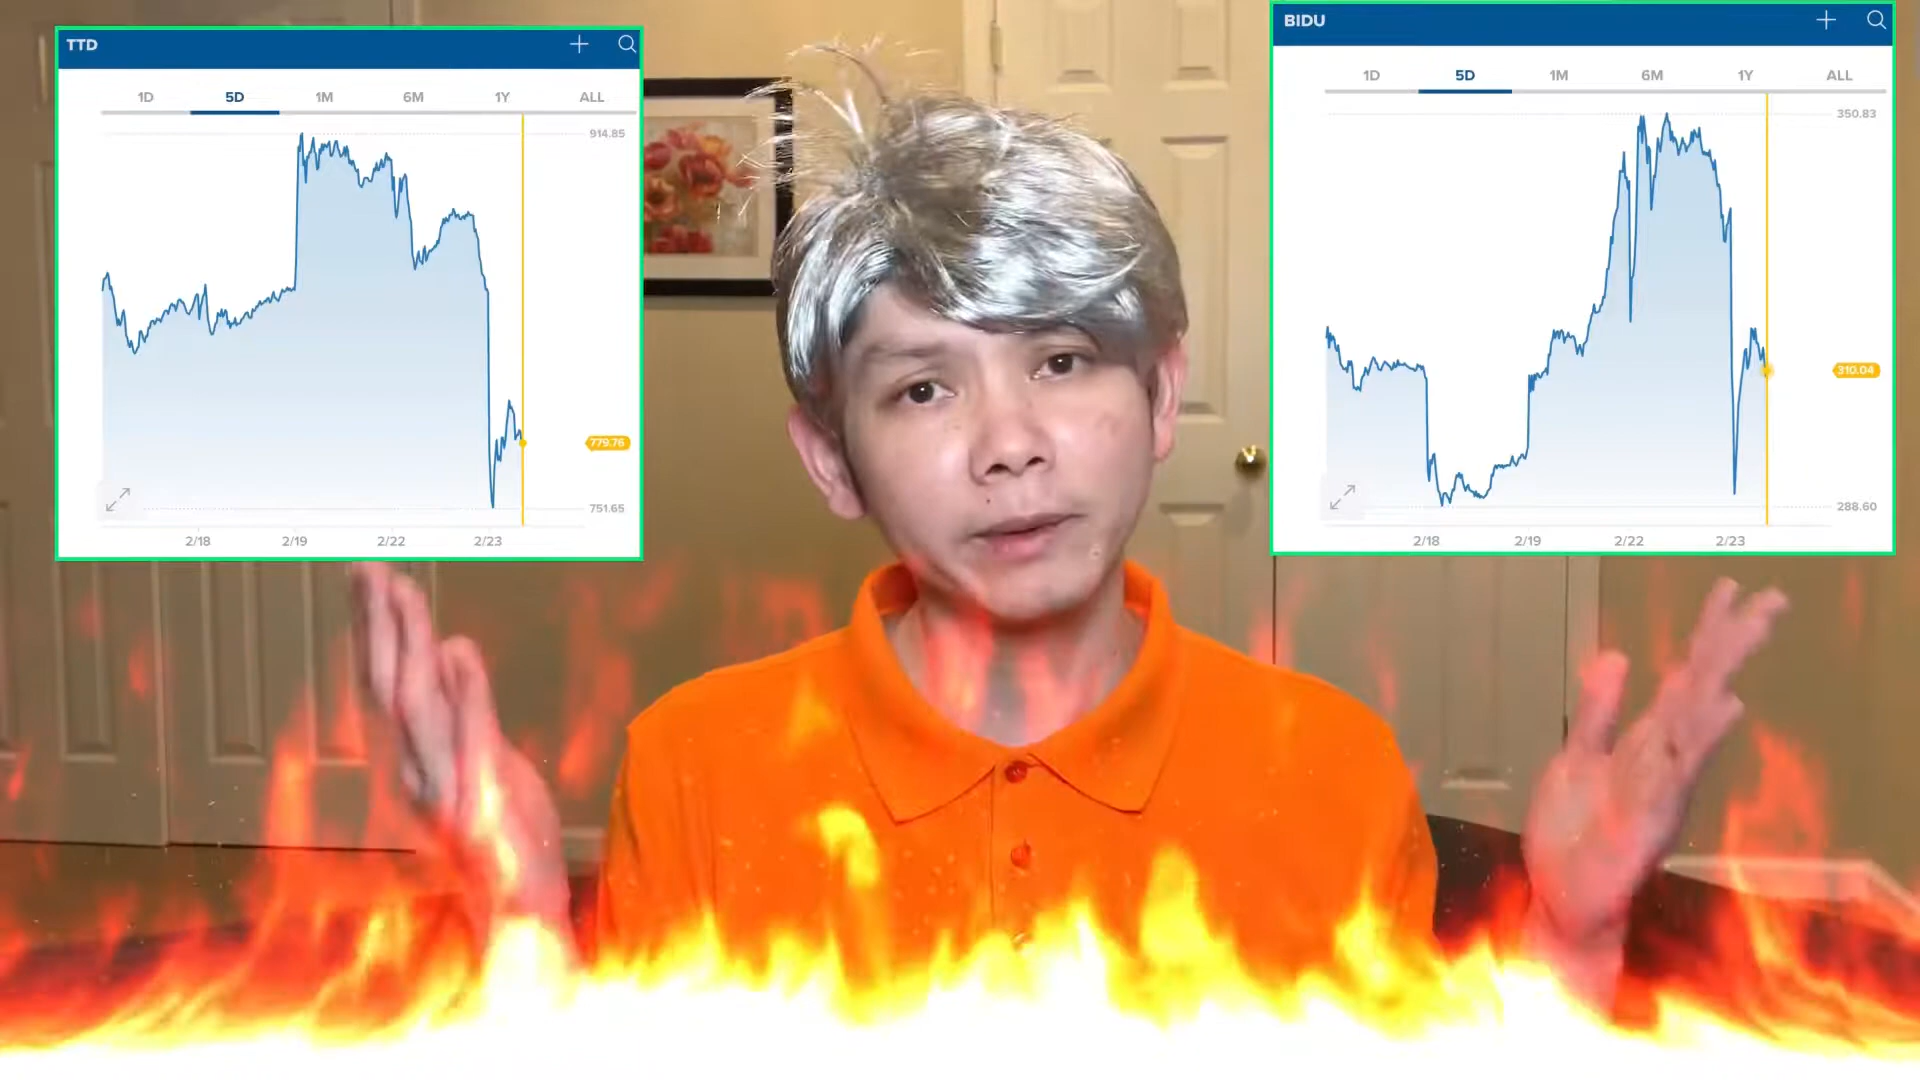 TTD
1D 5D 1M 6M 1Y ALL
914.85
779.76
751.65
2/18 2/19 2/22 2/23
BIDU
1D 5D 1M 6M 1Y ALL
350.83
310.04
288.60
2/18 2/19 2/22 2/23